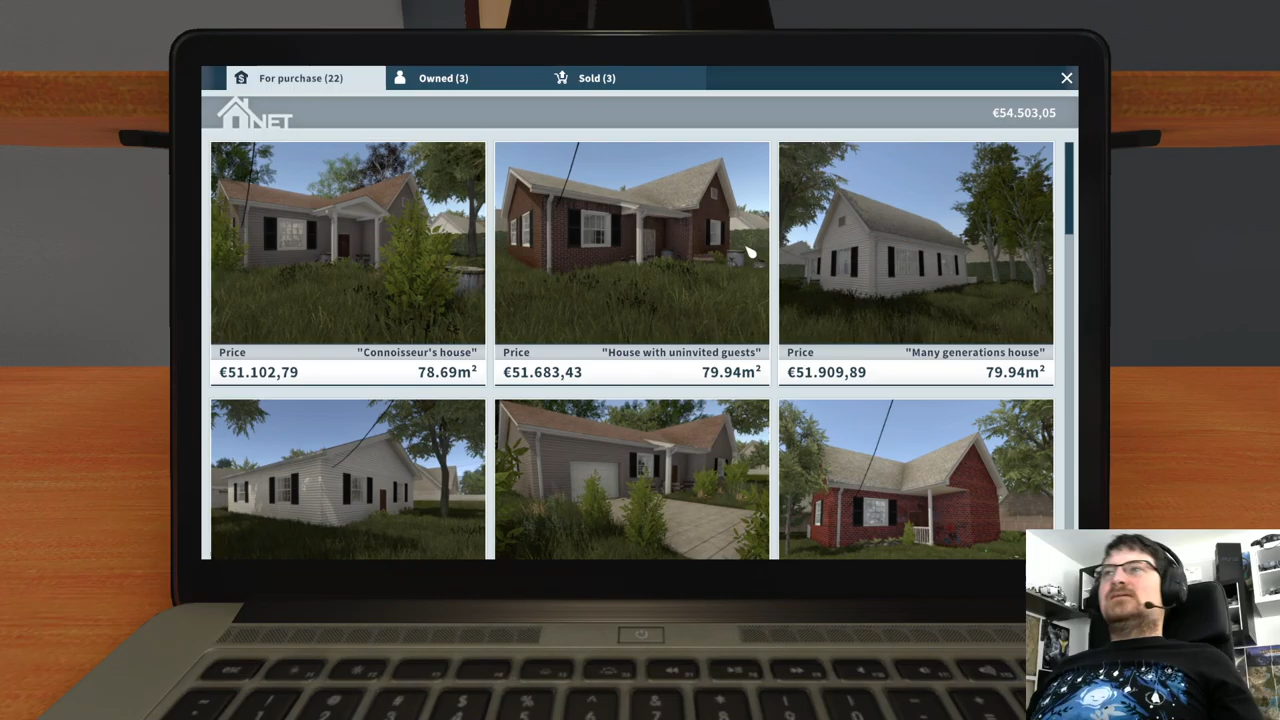 For purchase (22)
Owned (3)
Sold (3)
NET
€54.503,05
Price "Connoisseur's house"
€51.102,79 78.69m²
Price "House with uninvited guests"
€51.683,43 79.94m²
Price "Many generations house"
€51.909,89 79.94m²
esc